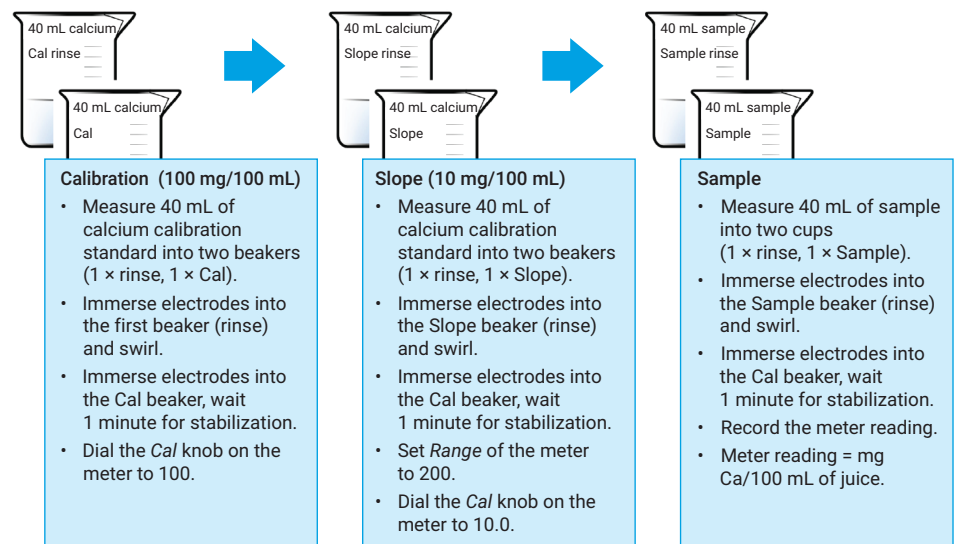 40 mL calcium
Cal rinse
40 mL calcium
Cal
40 mL calcium
Slope rinse
40 mL calcium
Slope
40 mL sample
Sample rinse
40 mL sample
Sample
Calibration (100 mg/100 mL)
• Measure 40 mL of
calcium calibration
standard into two beakers
(1 × rinse, 1 × Cal).
• Immerse electrodes into
the first beaker (rinse)
and swirl.
• Immerse electrodes into
the Cal beaker, wait
1 minute for stabilization.
• Dial the Cal knob on the
meter to 100.
Slope (10 mg/100 mL)
• Measure 40 mL of
calcium calibration
standard into two beakers
(1 × rinse, 1 × Slope).
• Immerse electrodes into
the Slope beaker (rinse)
and swirl.
• Immerse electrodes into
the Cal beaker, wait
1 minute for stabilization.
• Set Range of the meter
to 200.
• Dial the Cal knob on the
meter to 10.0.
Sample
• Measure 40 mL of sample
into two cups
(1 × rinse, 1 × Sample).
• Immerse electrodes into
the Sample beaker (rinse)
and swirl.
• Immerse electrodes into
the Cal beaker, wait
1 minute for stabilization.
• Record the meter reading.
• Meter reading = mg
Ca/100 mL of juice.